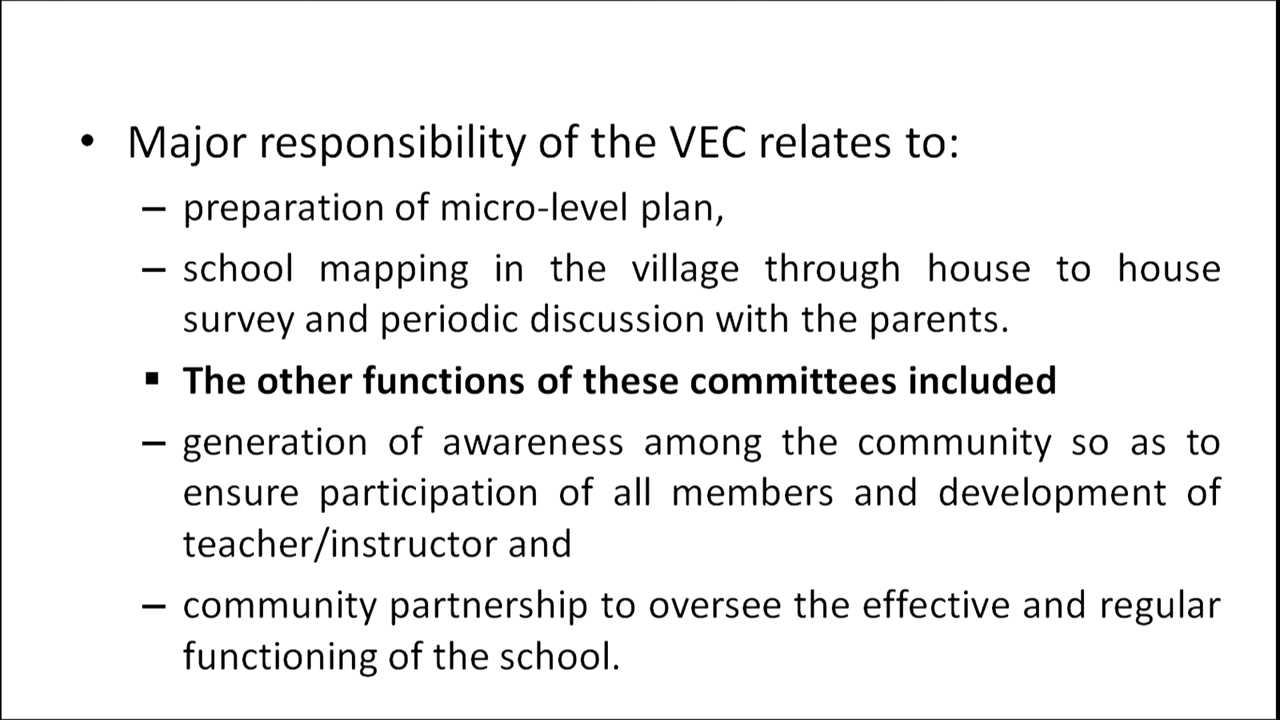 • Major responsibility of the VEC relates to:
– preparation of micro-level plan,
– school mapping in the village through house to house
survey and periodic discussion with the parents.
▪ The other functions of these committees included
– generation of awareness among the community so as to
ensure participation of all members and development of
teacher/instructor and
– community partnership to oversee the effective and regular
functioning of the school.